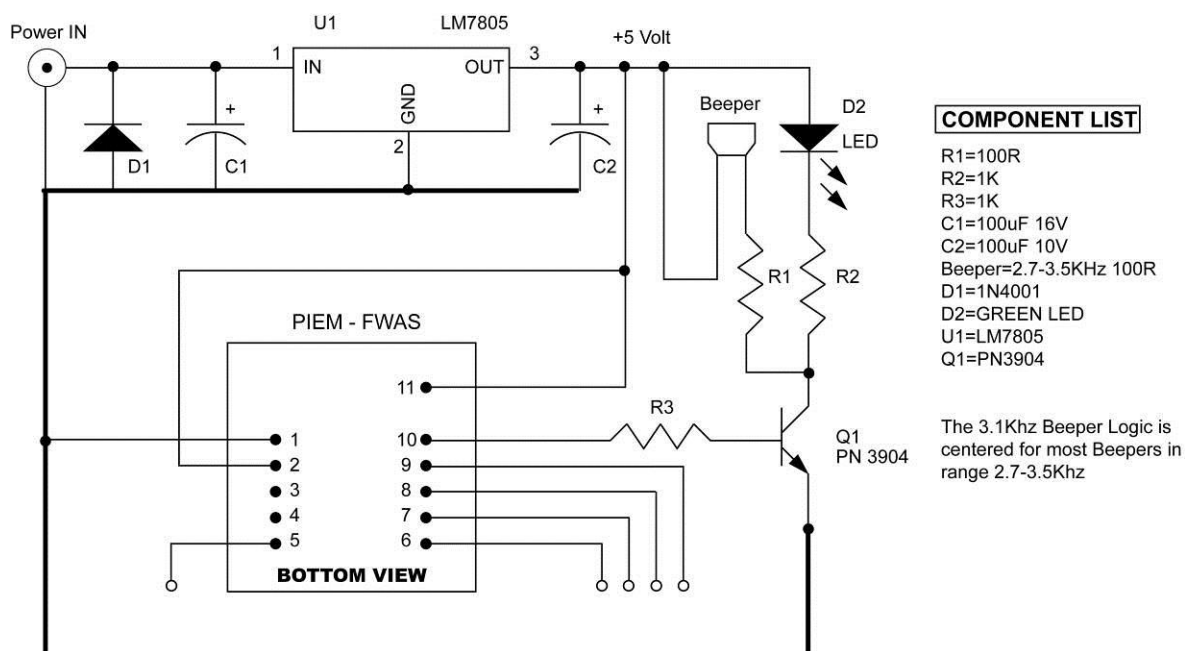 Power IN
U1
LM7805
+5 Volt
1
IN
OUT
3
GND
2
+
+
D1
C1
C2
Beeper
D2
LED
R1
R2
PIEM - FWAS
11
1
10
2
9
3
8
4
7
5
6
BOTTOM VIEW
R3
Q1
PN 3904
COMPONENT LIST
R1=100R
R2=1K
R3=1K
C1=100uF 16V
C2=100uF 10V
Beeper=2.7-3.5KHz 100R
D1=1N4001
D2=GREEN LED
U1=LM7805
Q1=PN3904
The 3.1Khz Beeper Logic is
centered for most Beepers in
range 2.7-3.5Khz